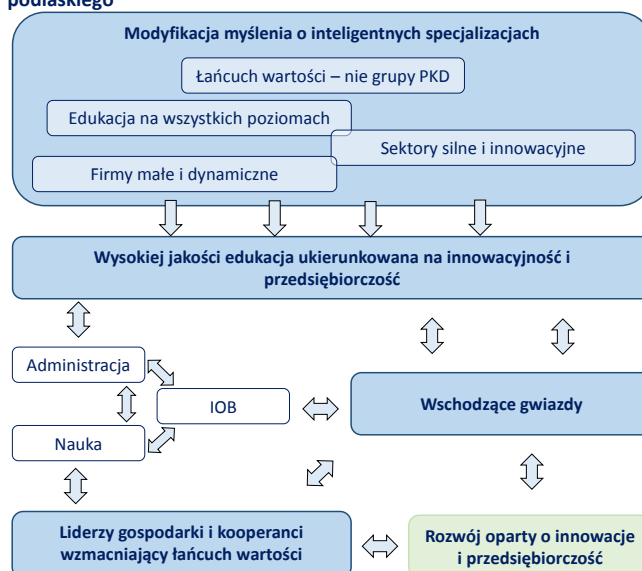 podlaskiego
Modyfikacja myślenia o inteligentnych specjalizacjach
Łańcuch wartości – nie grupy PKD
Edukacja na wszystkich poziomach
Sektory silne i innowacyjne
Firmy małe i dynamiczne
Wysokiej jakości edukacja ukierunkowana na innowacyjność i
przedsiębiorczość
Administracja
IOB
Wschodzące gwiazdy
Nauka
Liderzy gospodarki i kooperanci
wzmacniający łańcuch wartości
Rozwój oparty o innowacje
i przedsiębiorczość